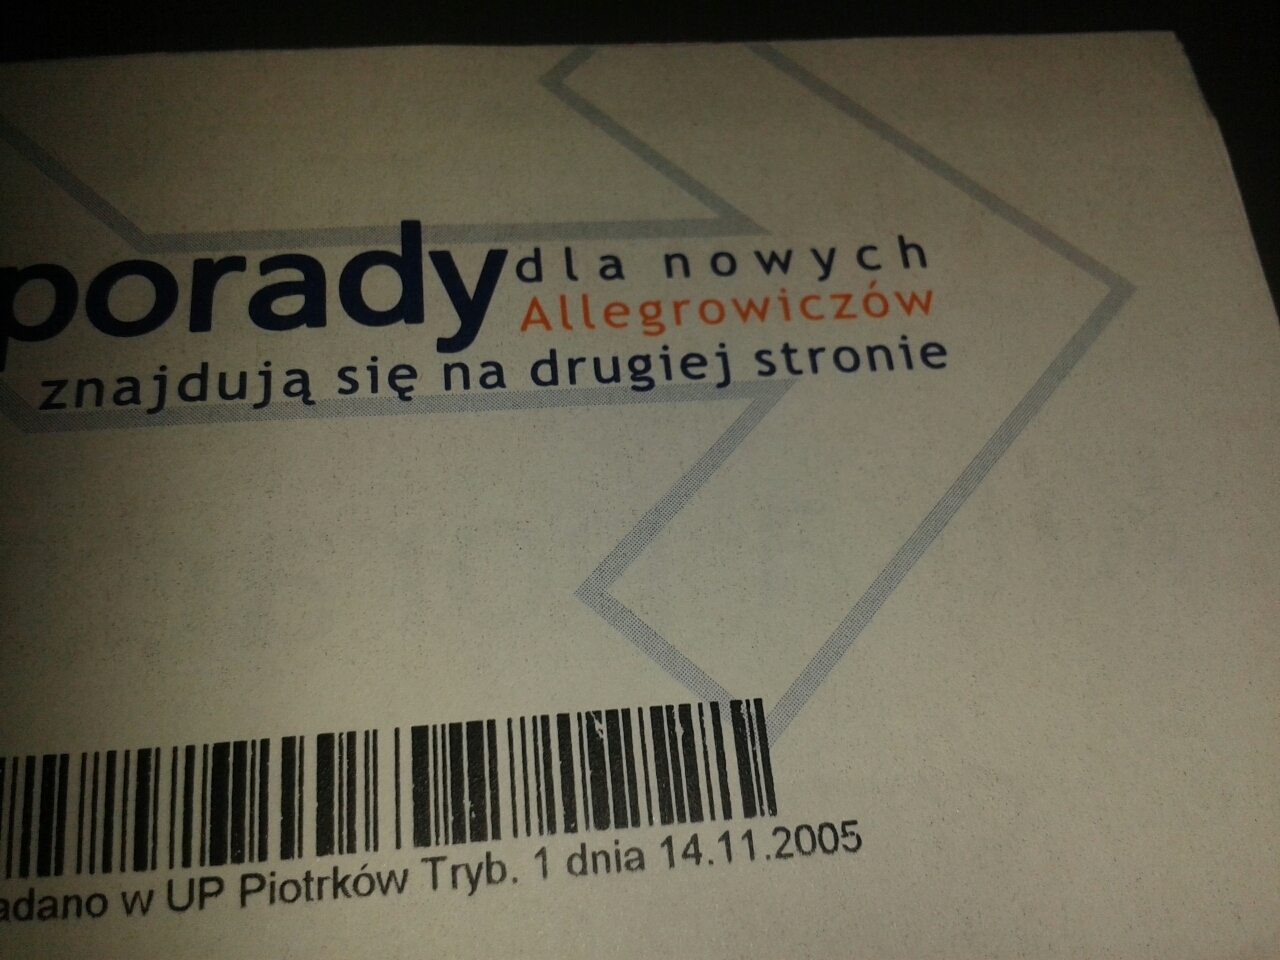 porady dla nowych
Allegrowiczów
znajdują się na drugiej stronie
adano w UP Piotrków Tryb. 1 dnia 14.11.2005